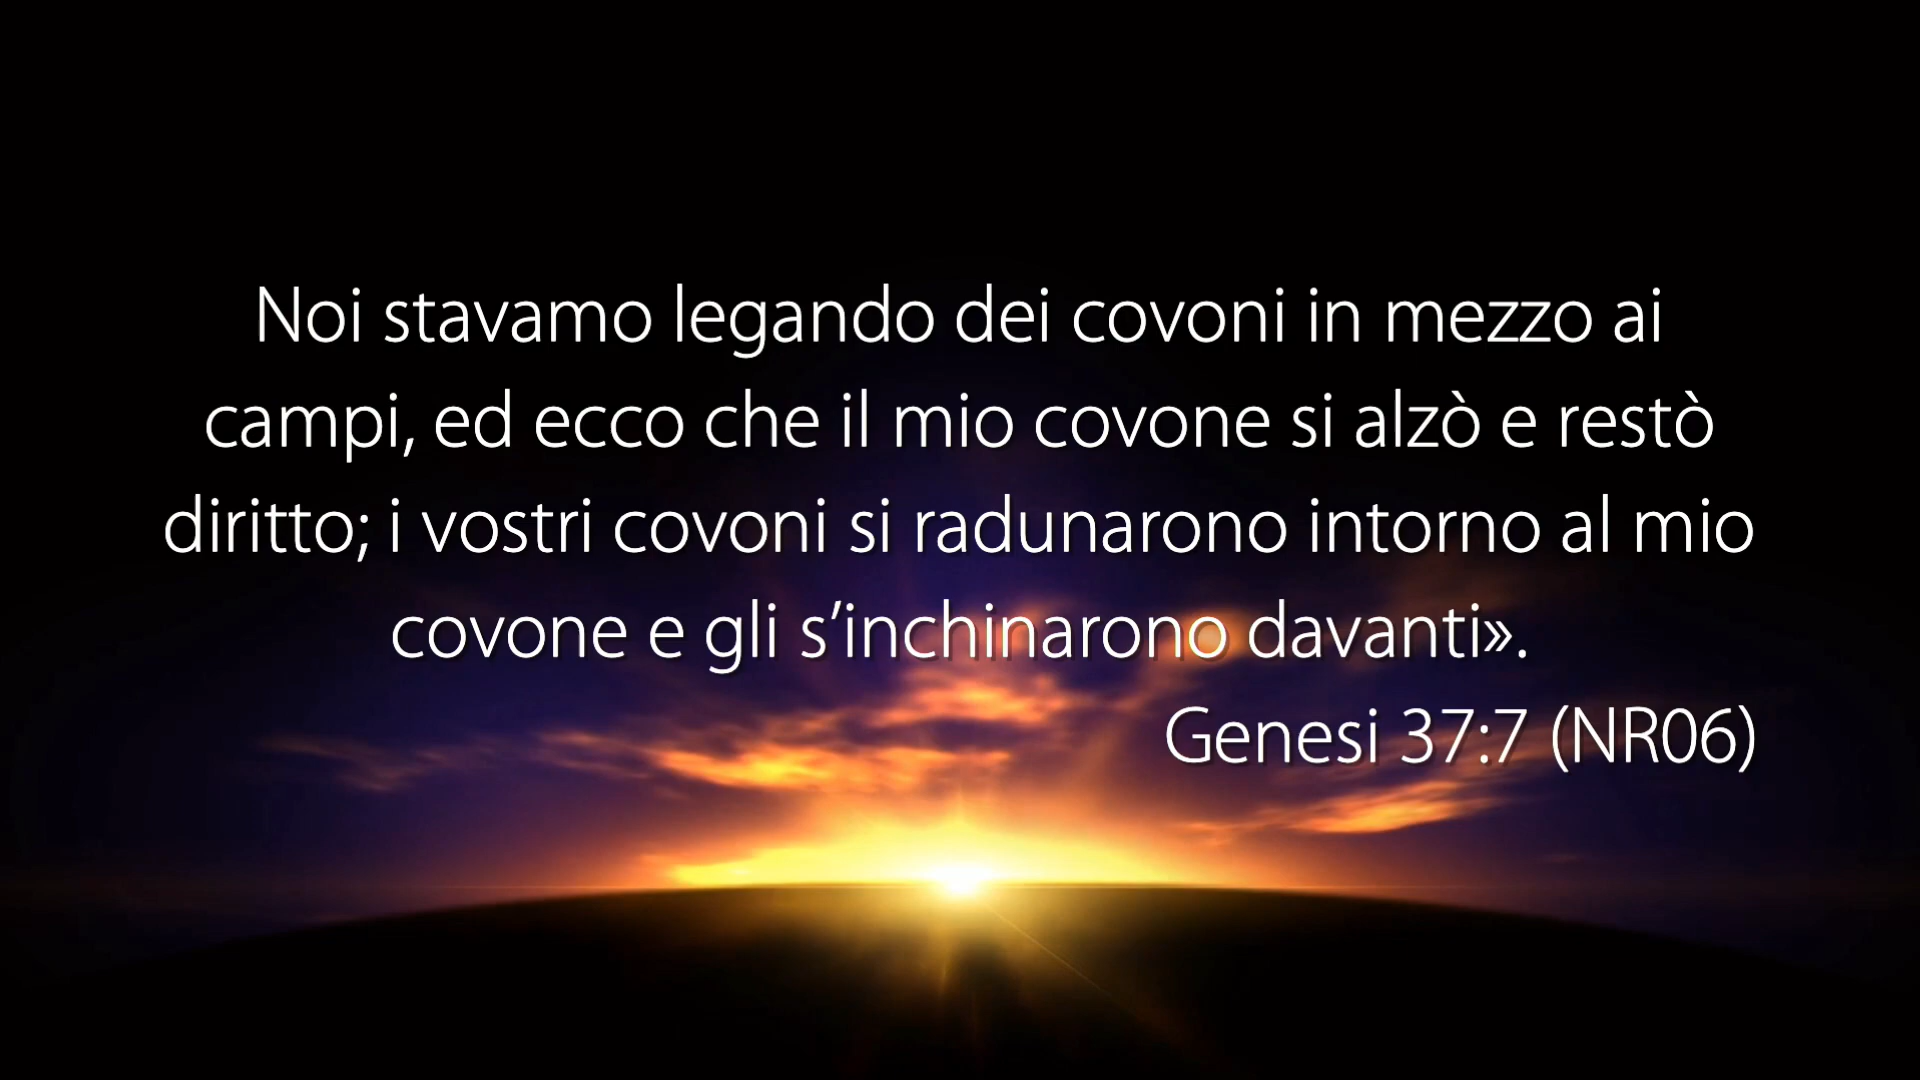 Noi stavamo legando dei covoni in mezzo ai
campi, ed ecco che il mio covone si alzò e restò
diritto; i vostri covoni si radunarono intorno al mio
covone e gli s’inchinarono davanti».
Genesi 37:7 (NR06)